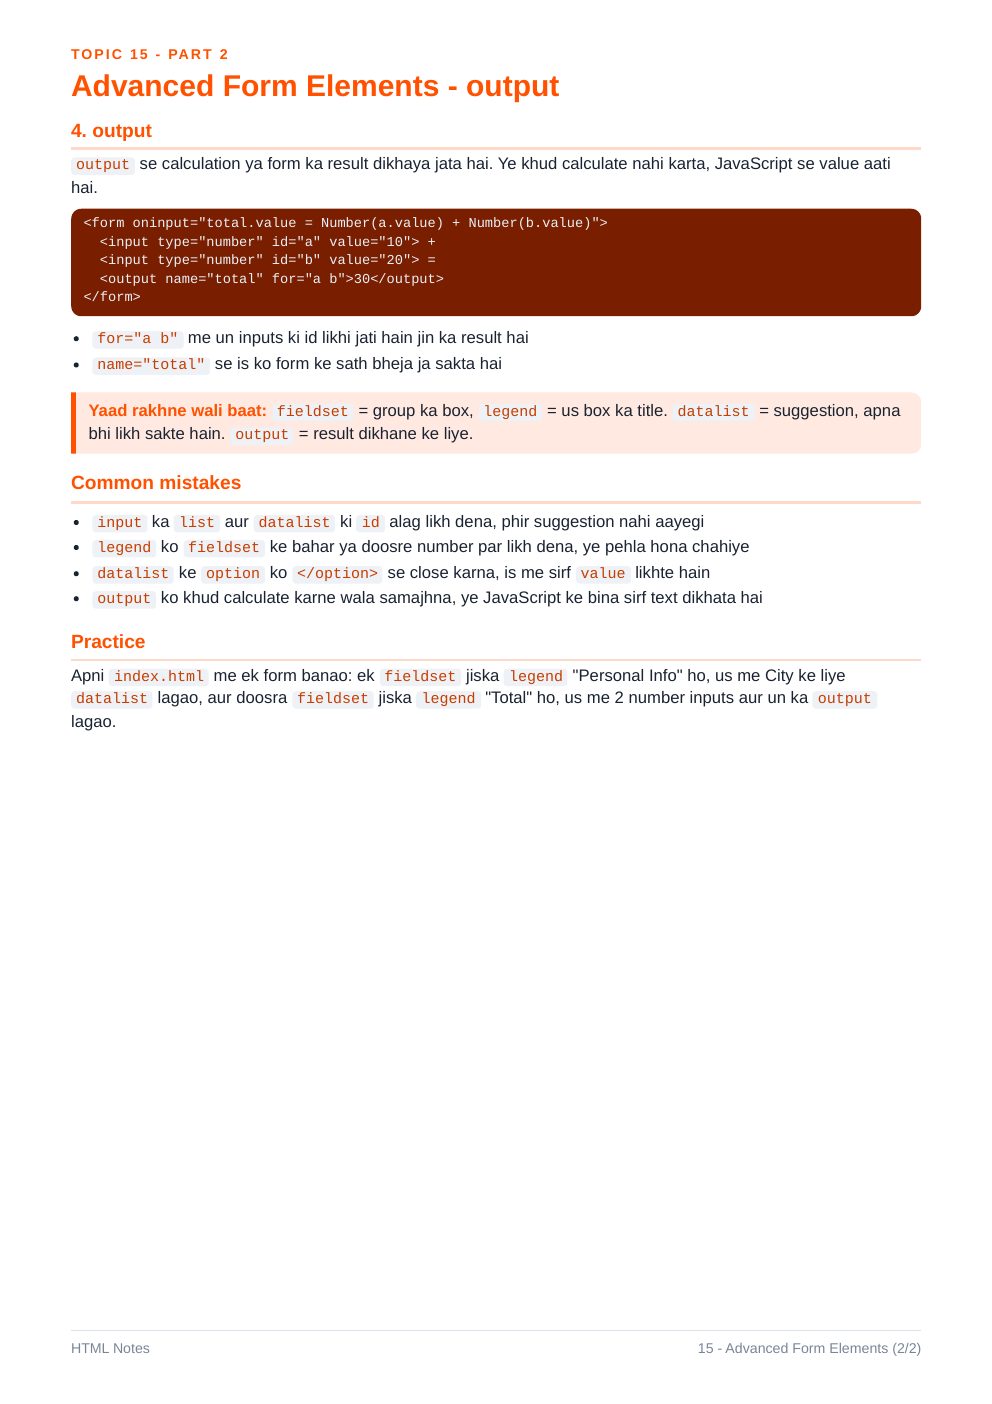 TOPIC 15 - PART 2
Advanced Form Elements - output
4. output
output se calculation ya form ka result dikhaya jata hai. Ye khud calculate nahi karta, JavaScript se value aati
hai.
<form oninput="total.value = Number(a.value) + Number(b.value)">
  <input type="number" id="a" value="10"> +
  <input type="number" id="b" value="20"> =
  <output name="total" for="a b">30</output>
</form>
• for="a b" me un inputs ki id likhi jati hain jin ka result hai
• name="total" se is ko form ke sath bheja ja sakta hai
Yaad rakhne wali baat: fieldset = group ka box, legend = us box ka title. datalist = suggestion, apna
bhi likh sakte hain. output = result dikhane ke liye.
Common mistakes
• input ka list aur datalist ki id alag likh dena, phir suggestion nahi aayegi
• legend ko fieldset ke bahar ya doosre number par likh dena, ye pehla hona chahiye
• datalist ke option ko </option> se close karna, is me sirf value likhte hain
• output ko khud calculate karne wala samajhna, ye JavaScript ke bina sirf text dikhata hai
Practice
Apni index.html me ek form banao: ek fieldset jiska legend "Personal Info" ho, us me City ke liye
datalist lagao, aur doosra fieldset jiska legend "Total" ho, us me 2 number inputs aur un ka output
lagao.
HTML Notes
15 - Advanced Form Elements (2/2)